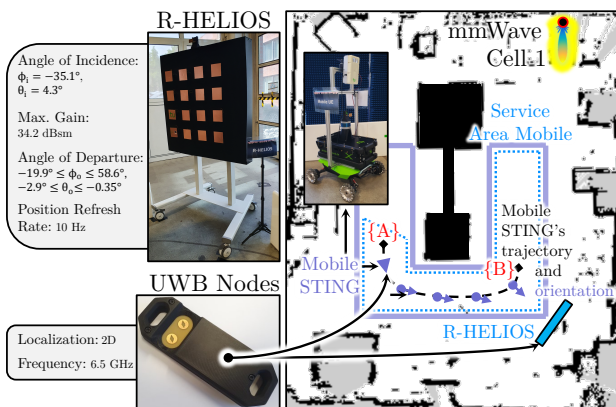 R-HELIOS
Angle of Incidence:
ϕi = −35.1°,
θi = 4.3°
Max. Gain:
34.2 dBsm
Angle of Departure:
−19.9° ≤ ϕo ≤ 58.6°,
−2.9° ≤ θo ≤ −0.35°
Position Refresh
Rate: 10 Hz
R-HELIOS
UWB Nodes
Localization: 2D
Frequency: 6.5 GHz
mmWave
Cell 1
Service
Area Mobile
{A}
Mobile
STING
Mobile
STING's
trajectory
{B}
and
orientation
R-HELIOS